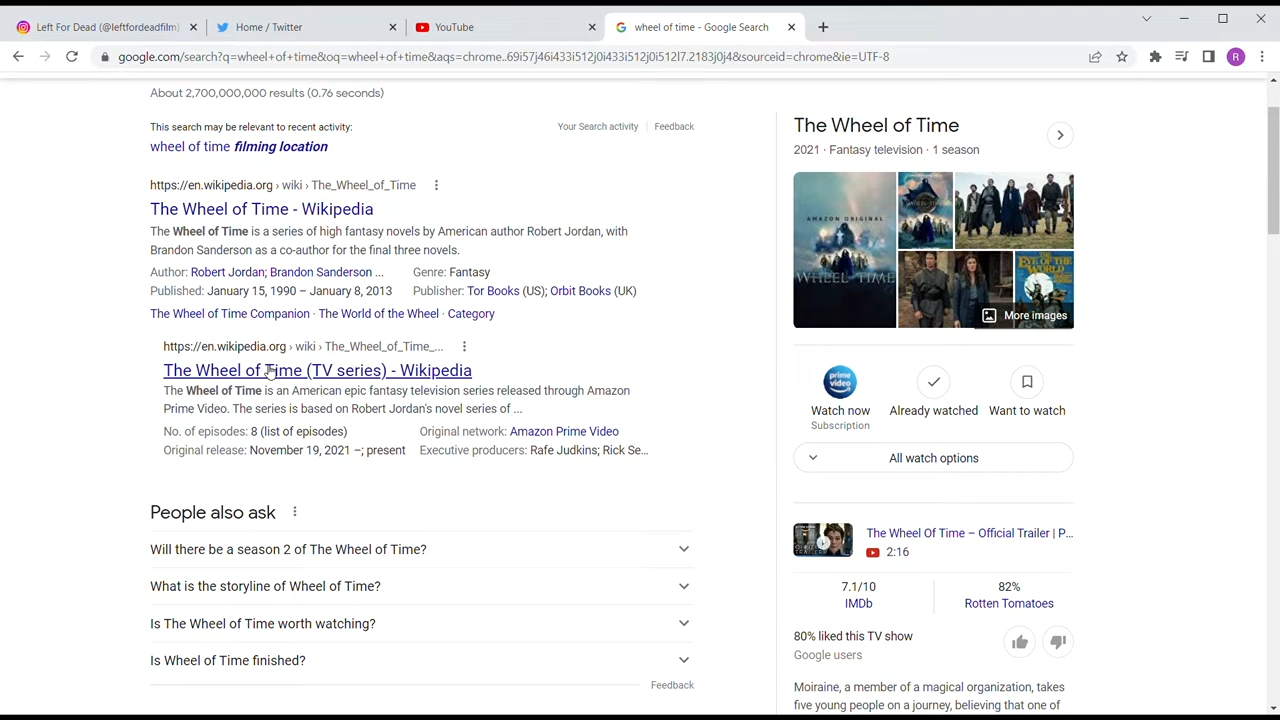 Left For Dead (@leftfordeadfilm)
Home / Twitter
YouTube
wheel of time - Google Search
google.com/search?q=wheel+of+time&oq=wheel+of+time&aqs=chrome..69i57j46i433i512j0i433i512j0i512l7.2183j0j4&sourceid=chrome&ie=UTF-8
R
About 2,700,000,000 results (0.76 seconds)
This search may be relevant to recent activity:
Your Search activity
Feedback
wheel of time filming location
https://en.wikipedia.org › wiki › The_Wheel_of_Time
The Wheel of Time - Wikipedia
The Wheel of Time is a series of high fantasy novels by American author Robert Jordan, with
Brandon Sanderson as a co-author for the final three novels.
Author: Robert Jordan; Brandon Sanderson ... Genre: Fantasy
Published: January 15, 1990 – January 8, 2013 Publisher: Tor Books (US); Orbit Books (UK)
The Wheel of Time Companion · The World of the Wheel · Category
https://en.wikipedia.org › wiki › The_Wheel_of_Time_...
The Wheel of Time (TV series) - Wikipedia
The Wheel of Time is an American epic fantasy television series released through Amazon
Prime Video. The series is based on Robert Jordan's novel series of ...
No. of episodes: 8 (list of episodes) Original network: Amazon Prime Video
Original release: November 19, 2021 –; present Executive producers: Rafe Judkins; Rick Se...
People also ask
Will there be a season 2 of The Wheel of Time?
What is the storyline of Wheel of Time?
Is The Wheel of Time worth watching?
Is Wheel of Time finished?
Feedback
The Wheel of Time
2021 · Fantasy television · 1 season
AMAZON ORIGINAL
WHEEL TIME
THE EYE OF THE
WORLD
More images
prime
video
Watch now
Subscription
Already watched
Want to watch
All watch options
The Wheel Of Time – Official Trailer | P...
2:16
7.1/10
IMDb
82%
Rotten Tomatoes
80% liked this TV show
Google users
Moiraine, a member of a magical organization, takes
five young people on a journey, believing that one of